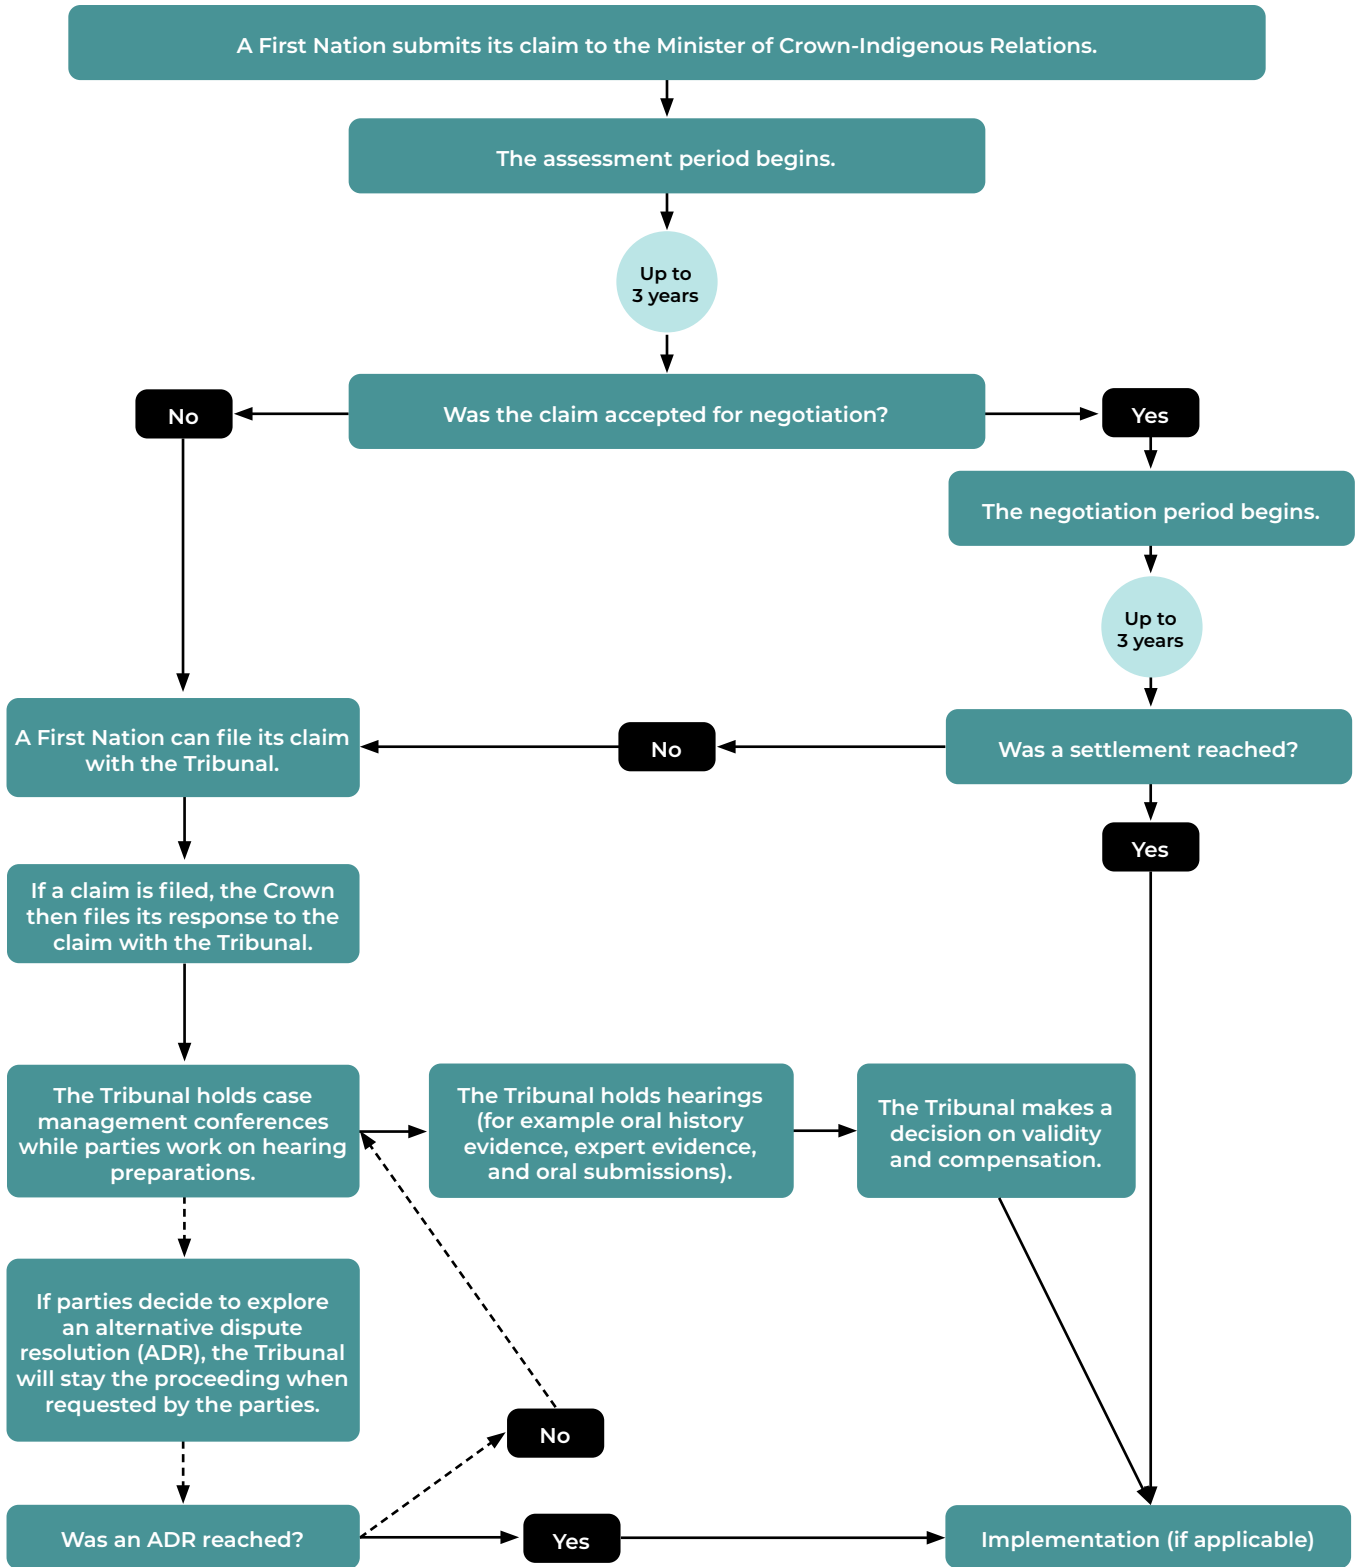 A First Nation submits its claim to the Minister of Crown-Indigenous Relations.
The assessment period begins.
Up to
3 years
Was the claim accepted for negotiation?
No
Yes
The negotiation period begins.
Up to
3 years
Was a settlement reached?
No
Yes
A First Nation can file its claim
with the Tribunal.
If a claim is filed, the Crown
then files its response to the
claim with the Tribunal.
The Tribunal holds case
management conferences
while parties work on hearing
preparations.
The Tribunal holds hearings
(for example oral history
evidence, expert evidence,
and oral submissions).
The Tribunal makes a
decision on validity
and compensation.
If parties decide to explore
an alternative dispute
resolution (ADR), the Tribunal
will stay the proceeding when
requested by the parties.
No
Was an ADR reached?
Yes
Implementation (if applicable)